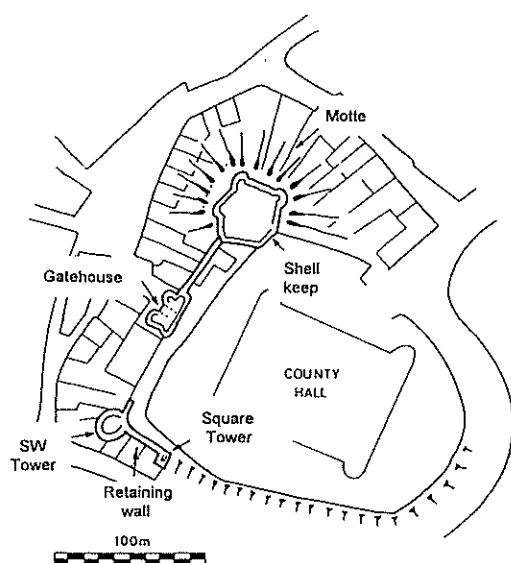 Motte
Shell
keep
Gatehouse
COUNTY
HALL
Square
Tower
SW
Tower
Retaining
wall
100m